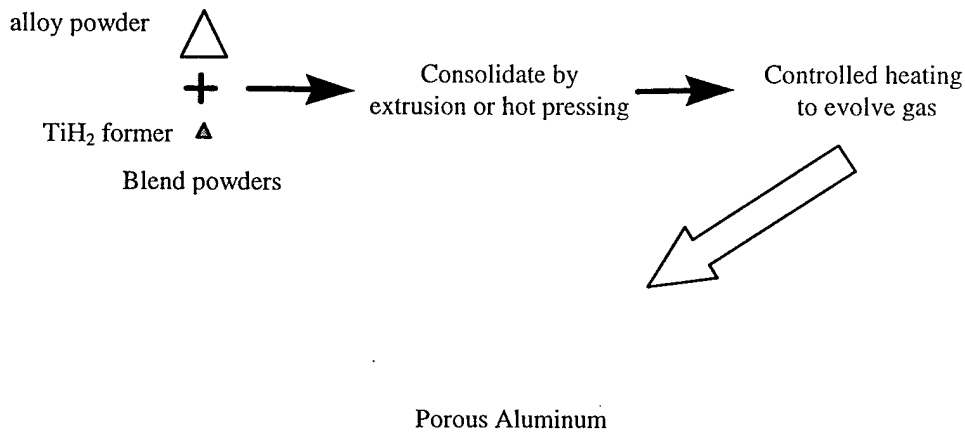 alloy powder
+
TiH₂ former
Blend powders
Consolidate by
extrusion or hot pressing
Controlled heating
to evolve gas
Porous Aluminum